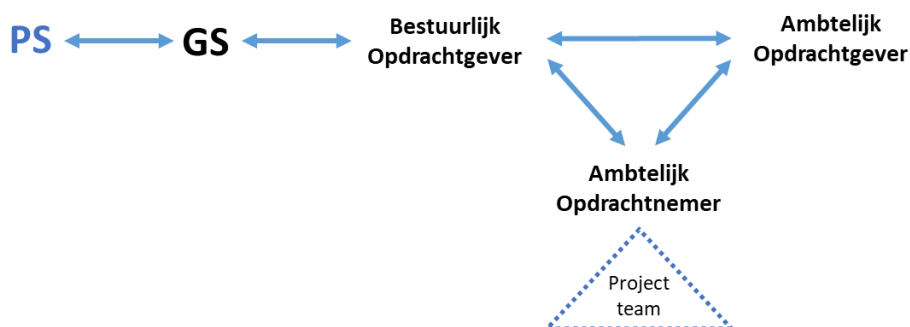 PS
GS
Bestuurlijk
Opdrachtgever
Ambtelijk
Opdrachtgever
Ambtelijk
Opdrachtnemer
Project
team